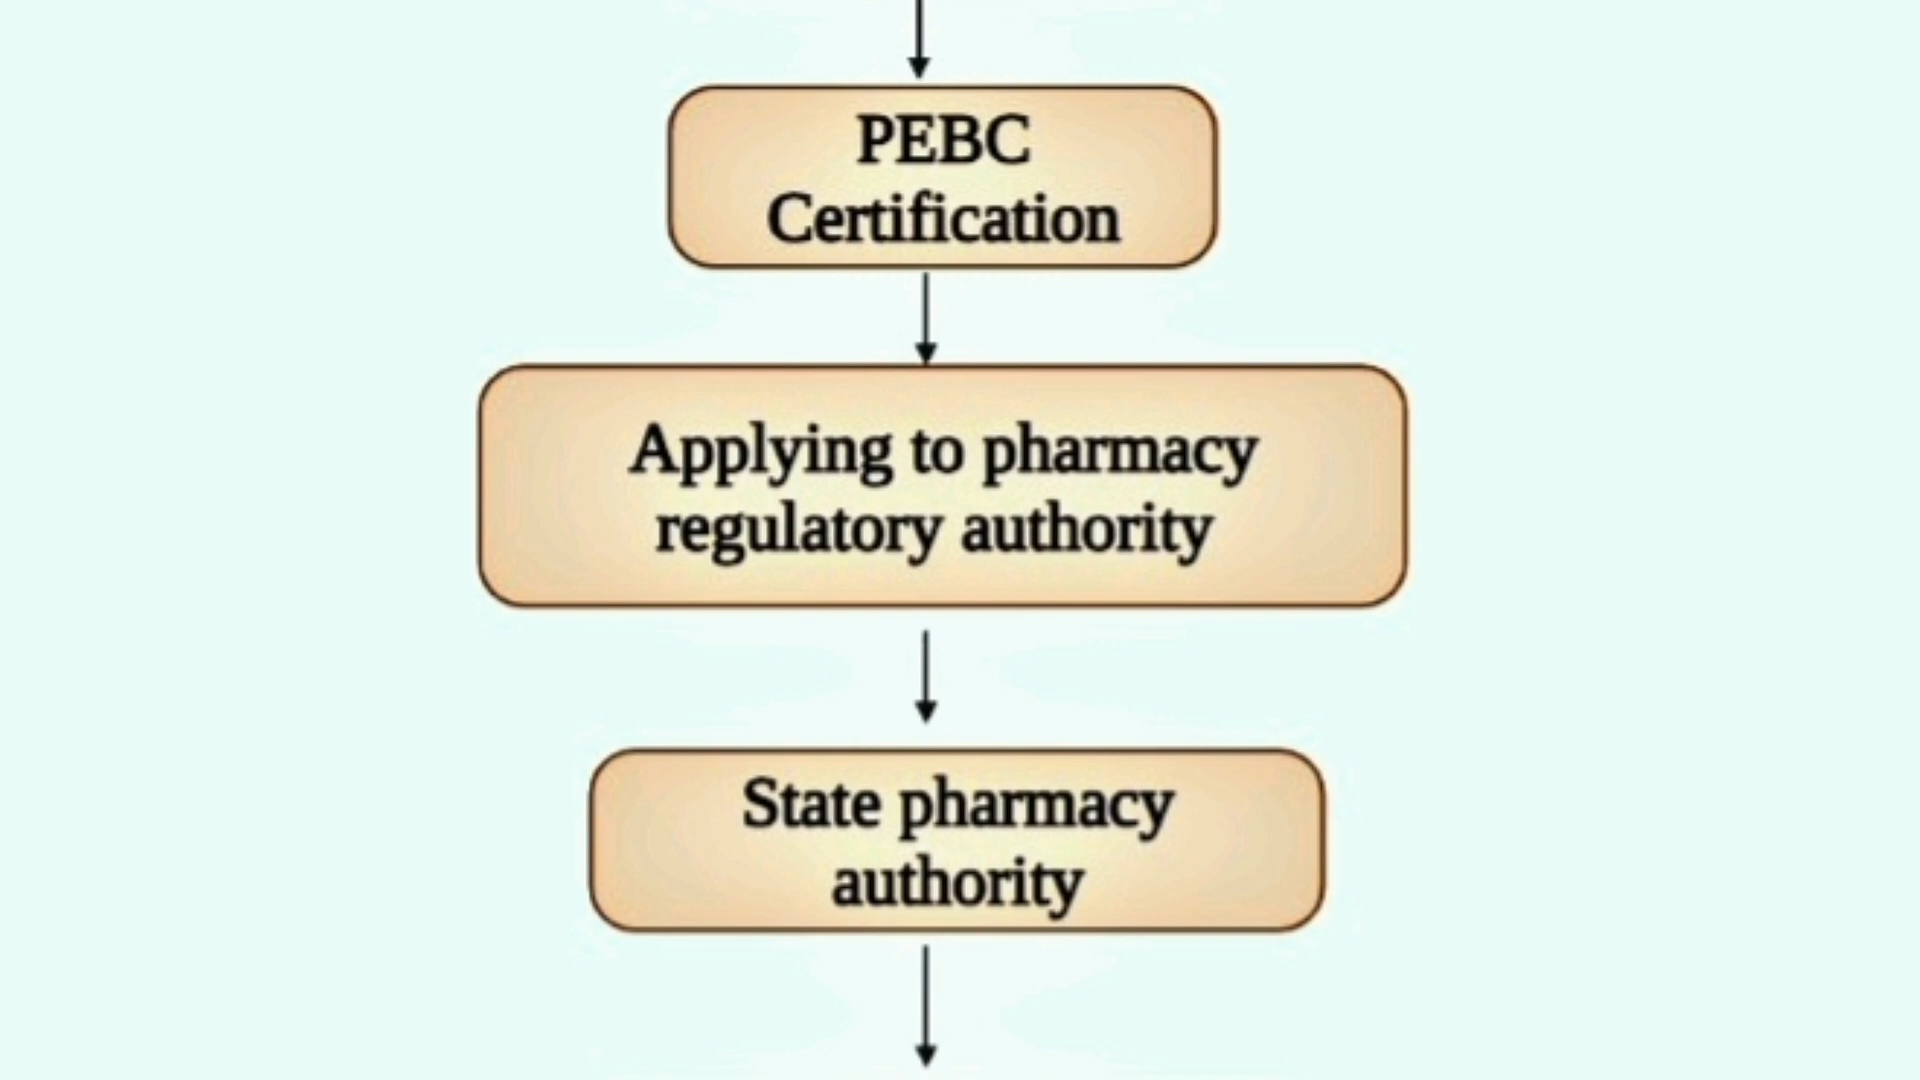 PEBC
Certification
Applying to pharmacy
regulatory authority
State pharmacy
authority